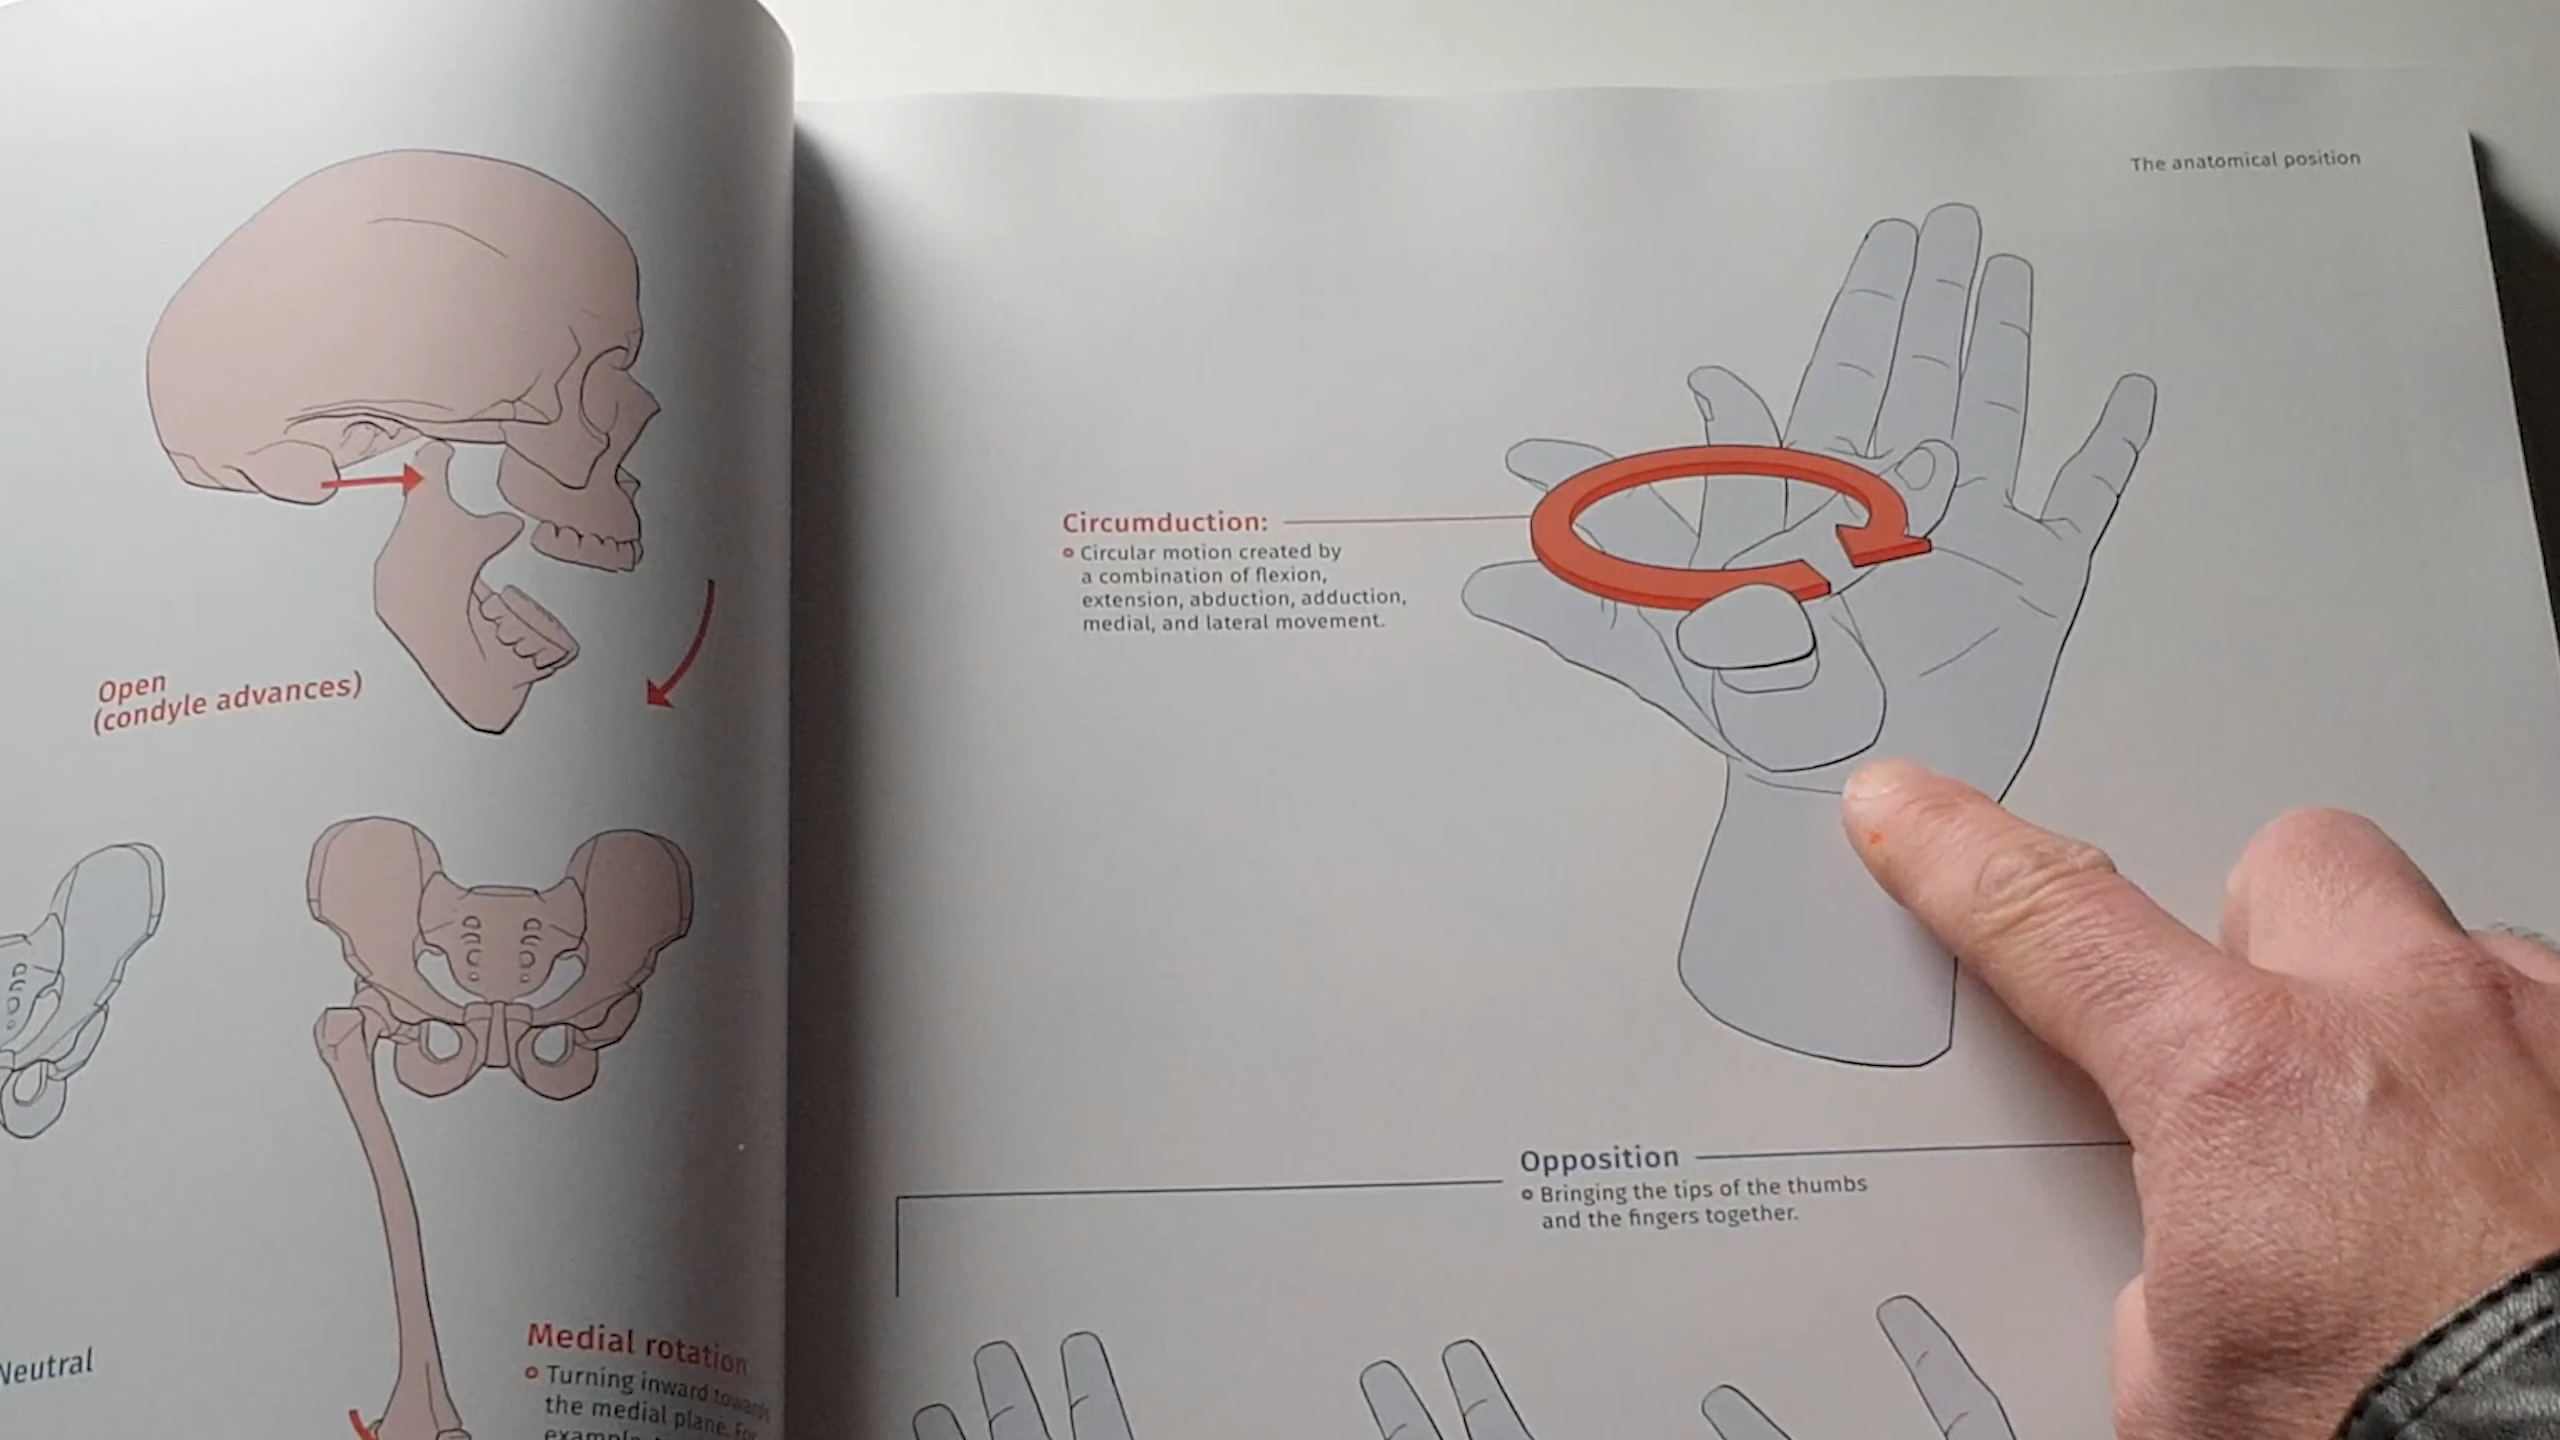 Open
(condyle advances)
Neutral
Medial rotation
Turning inward towards
the medial plane. For
The anatomical position
Circumduction:
Circular motion created by
a combination of flexion,
extension, abduction, adduction,
medial, and lateral movement.
Opposition
Bringing the tips of the thumbs
and the fingers together.